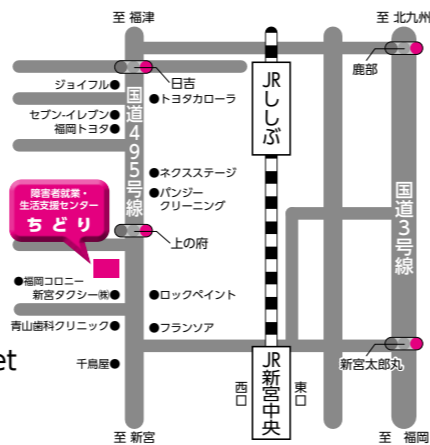 至 福津
至 北九州
日吉
鹿部
ジョイフル●
●トヨタカローラ
セブン-イレブン●
福岡トヨタ●
国道495号線
JRししぶ
●ネクスステージ
●パンジー
クリーニング
国道3号線
障害者就業・
生活支援センター
ちどり
上の府
●福岡コロニー
新宮タクシー㈱●
●ロックペイント
青山歯科クリニック●
●フランソア
et
千鳥屋●
西口
JR新宮中央
東口
新宮太郎丸
至 新宮
至 福岡